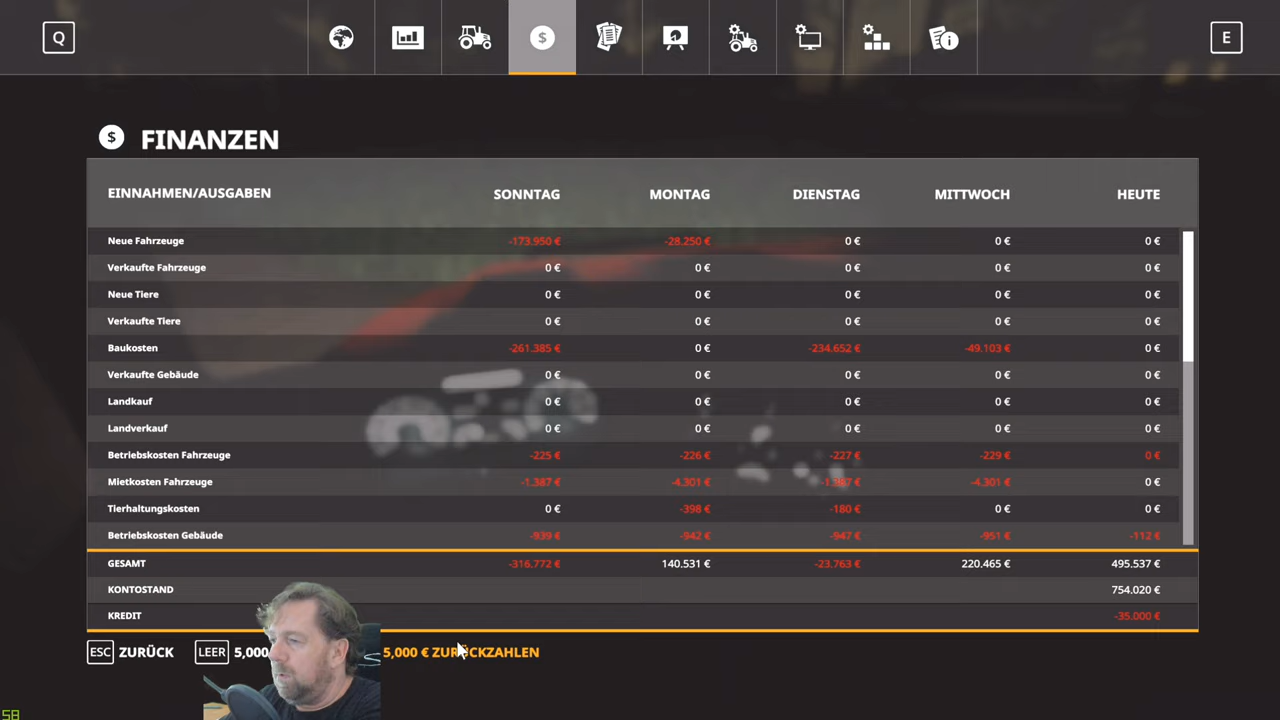 Q
$
E
$ FINANZEN
EINNAHMEN/AUSGABEN SONNTAG MONTAG DIENSTAG MITTWOCH HEUTE
Neue Fahrzeuge -173.950 € -28.250 € 0 € 0 € 0 €
Verkaufte Fahrzeuge 0 € 0 € 0 € 0 € 0 €
Neue Tiere 0 € 0 € 0 € 0 € 0 €
Verkaufte Tiere 0 € 0 € 0 € 0 € 0 €
Baukosten -261.385 € 0 € -234.652 € -49.103 € 0 €
Verkaufte Gebäude 0 € 0 € 0 € 0 € 0 €
Landkauf 0 € 0 € 0 € 0 € 0 €
Landverkauf 0 € 0 € 0 € 0 € 0 €
Betriebskosten Fahrzeuge -225 € -226 € -227 € -229 € 0 €
Mietkosten Fahrzeuge -1.387 € -4.301 € -4.301 € 0 €
Tierhaltungskosten 0 € -398 € -180 € 0 € 0 €
Betriebskosten Gebäude -939 € -942 € -947 € -951 € -112 €
GESAMT -316.772 € 140.531 € -23.763 € 220.465 € 495.537 €
KONTOSTAND 754.020 €
KREDIT -35.000 €
ESC ZURÜCK LEER 5,000 5,000 € ZURÜCKZAHLEN
58